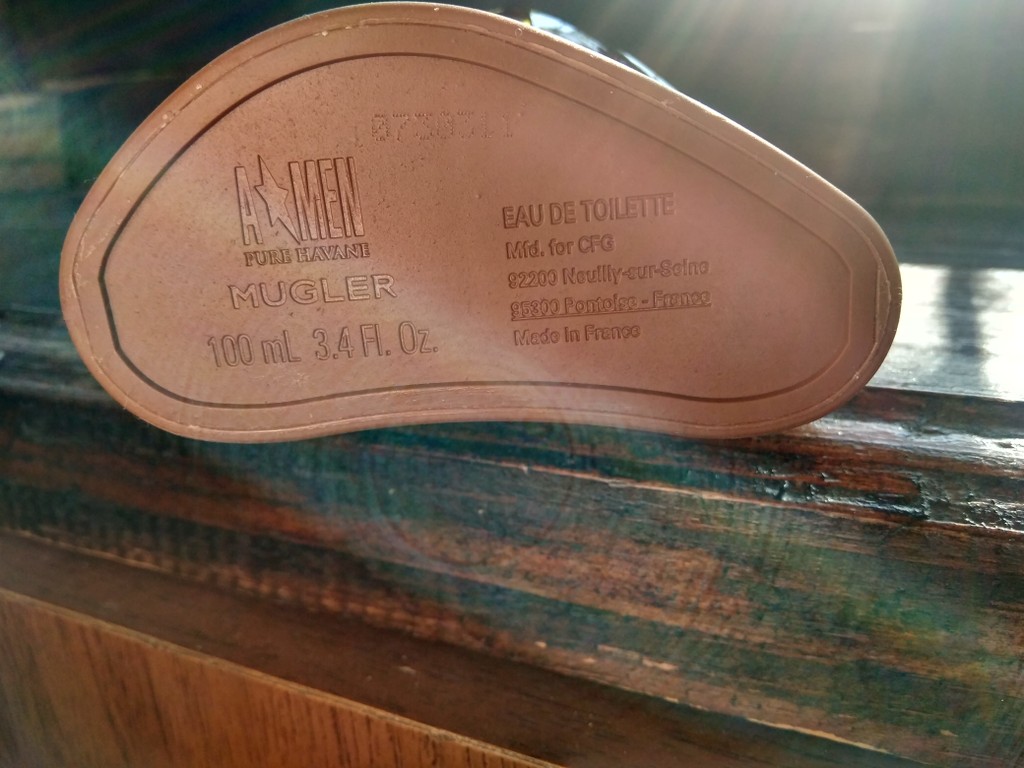 A★MEN
PURE HAVANE
MUGLER
100 mL 3.4 Fl. Oz.
EAU DE TOILETTE
Mfd. for CFG
92200 Neuilly-sur-Seine
95300 Pontoise - France
Made in France